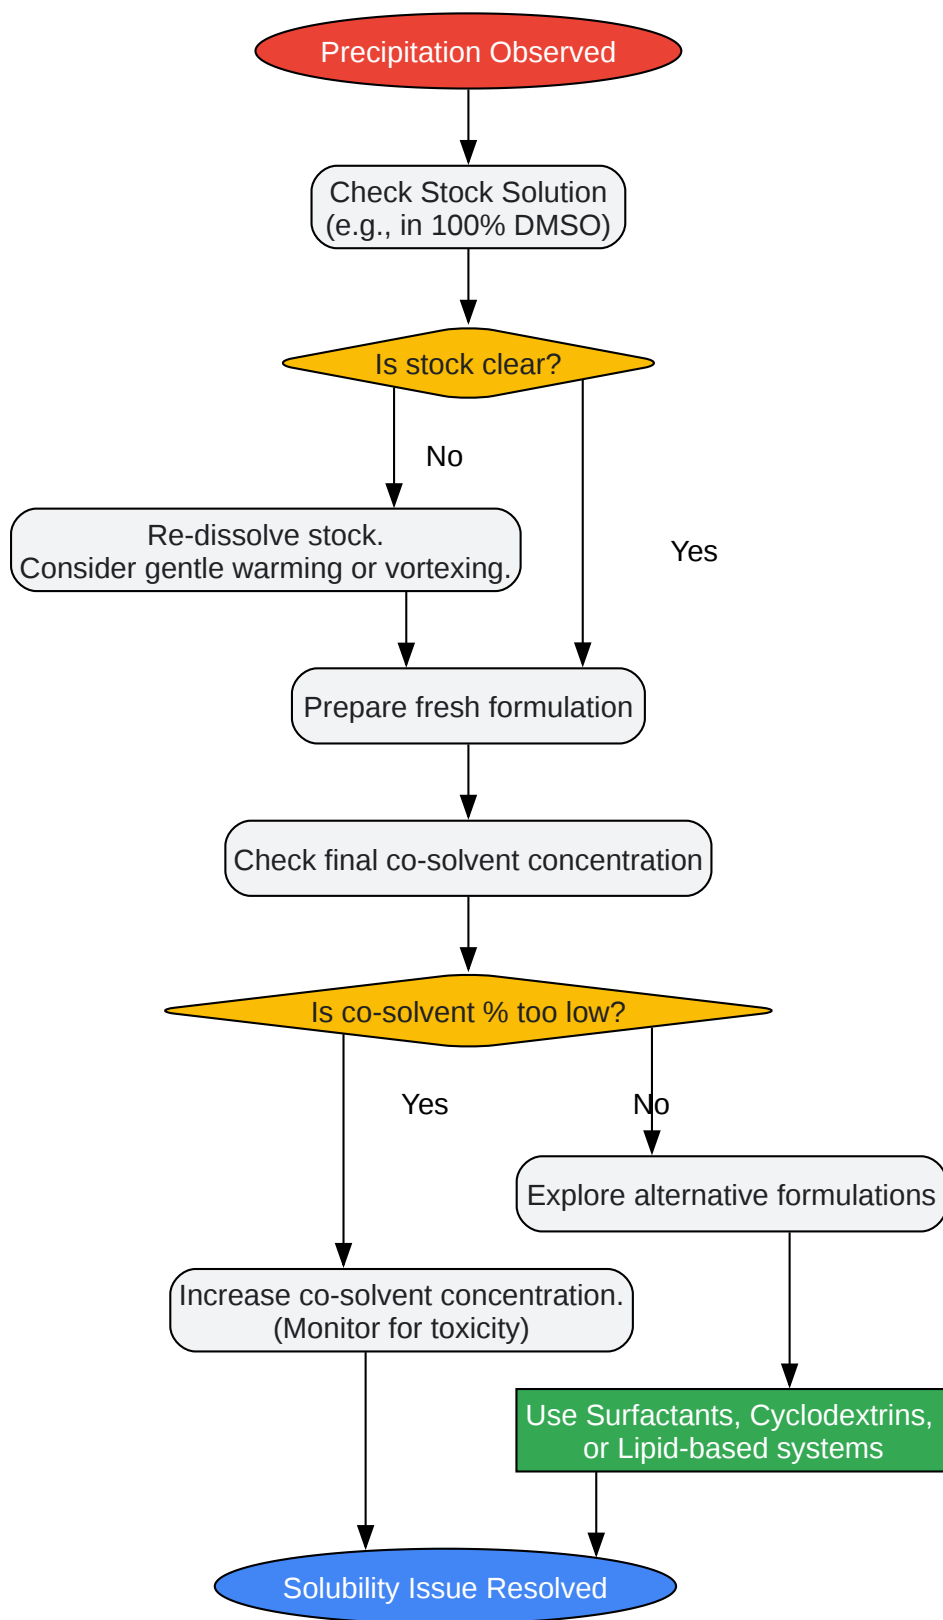 Precipitation Observed
Check Stock Solution
(e.g., in 100% DMSO)
Is stock clear?
No
Re-dissolve stock.
Consider gentle warming or vortexing.
Yes
Prepare fresh formulation
Check final co-solvent concentration
Is co-solvent % too low?
Yes
No
Explore alternative formulations
Increase co-solvent concentration.
(Monitor for toxicity)
Use Surfactants, Cyclodextrins,
or Lipid-based systems
Solubility Issue Resolved